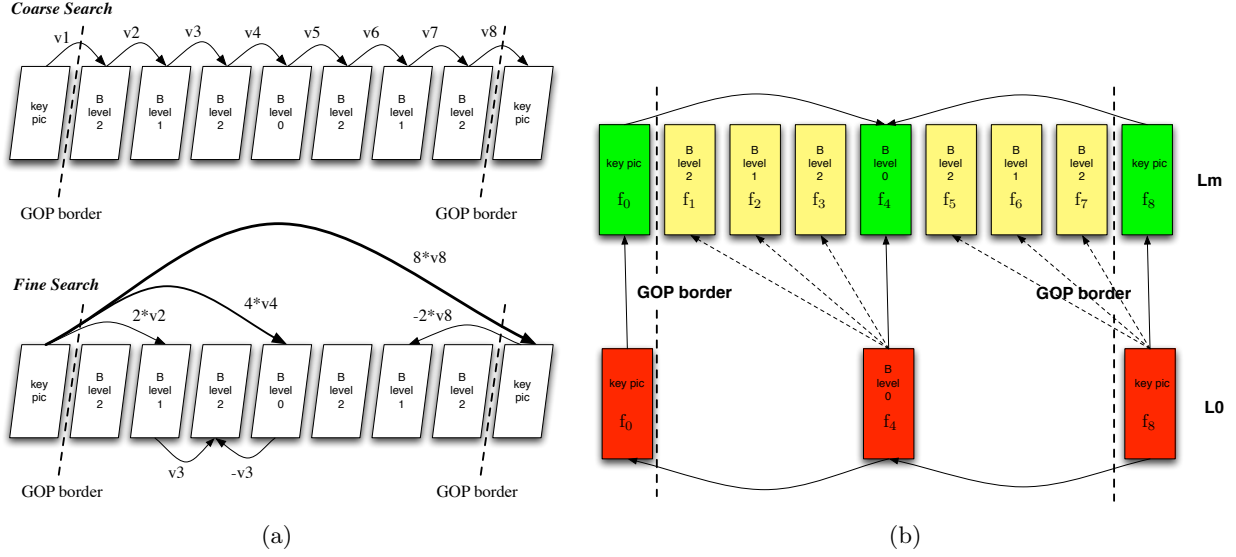 Coarse Search
v1 v2 v3 v4 v5 v6 v7 v8
key pic
B level 2
B level 1
B level 2
B level 0
B level 2
B level 1
B level 2
key pic
GOP border
GOP border
Fine Search
8*v8
4*v4
2*v2
-2*v8
key pic
B level 2
B level 1
B level 2
B level 0
B level 2
B level 1
B level 2
key pic
v3
-v3
GOP border
GOP border
(a)
key pic f0
B level 2 f1
B level 1 f2
B level 2 f3
B level 0 f4
B level 2 f5
B level 1 f6
B level 2 f7
key pic f8
Lm
GOP border
GOP border
key pic f0
B level 0 f4
key pic f8
L0
(b)